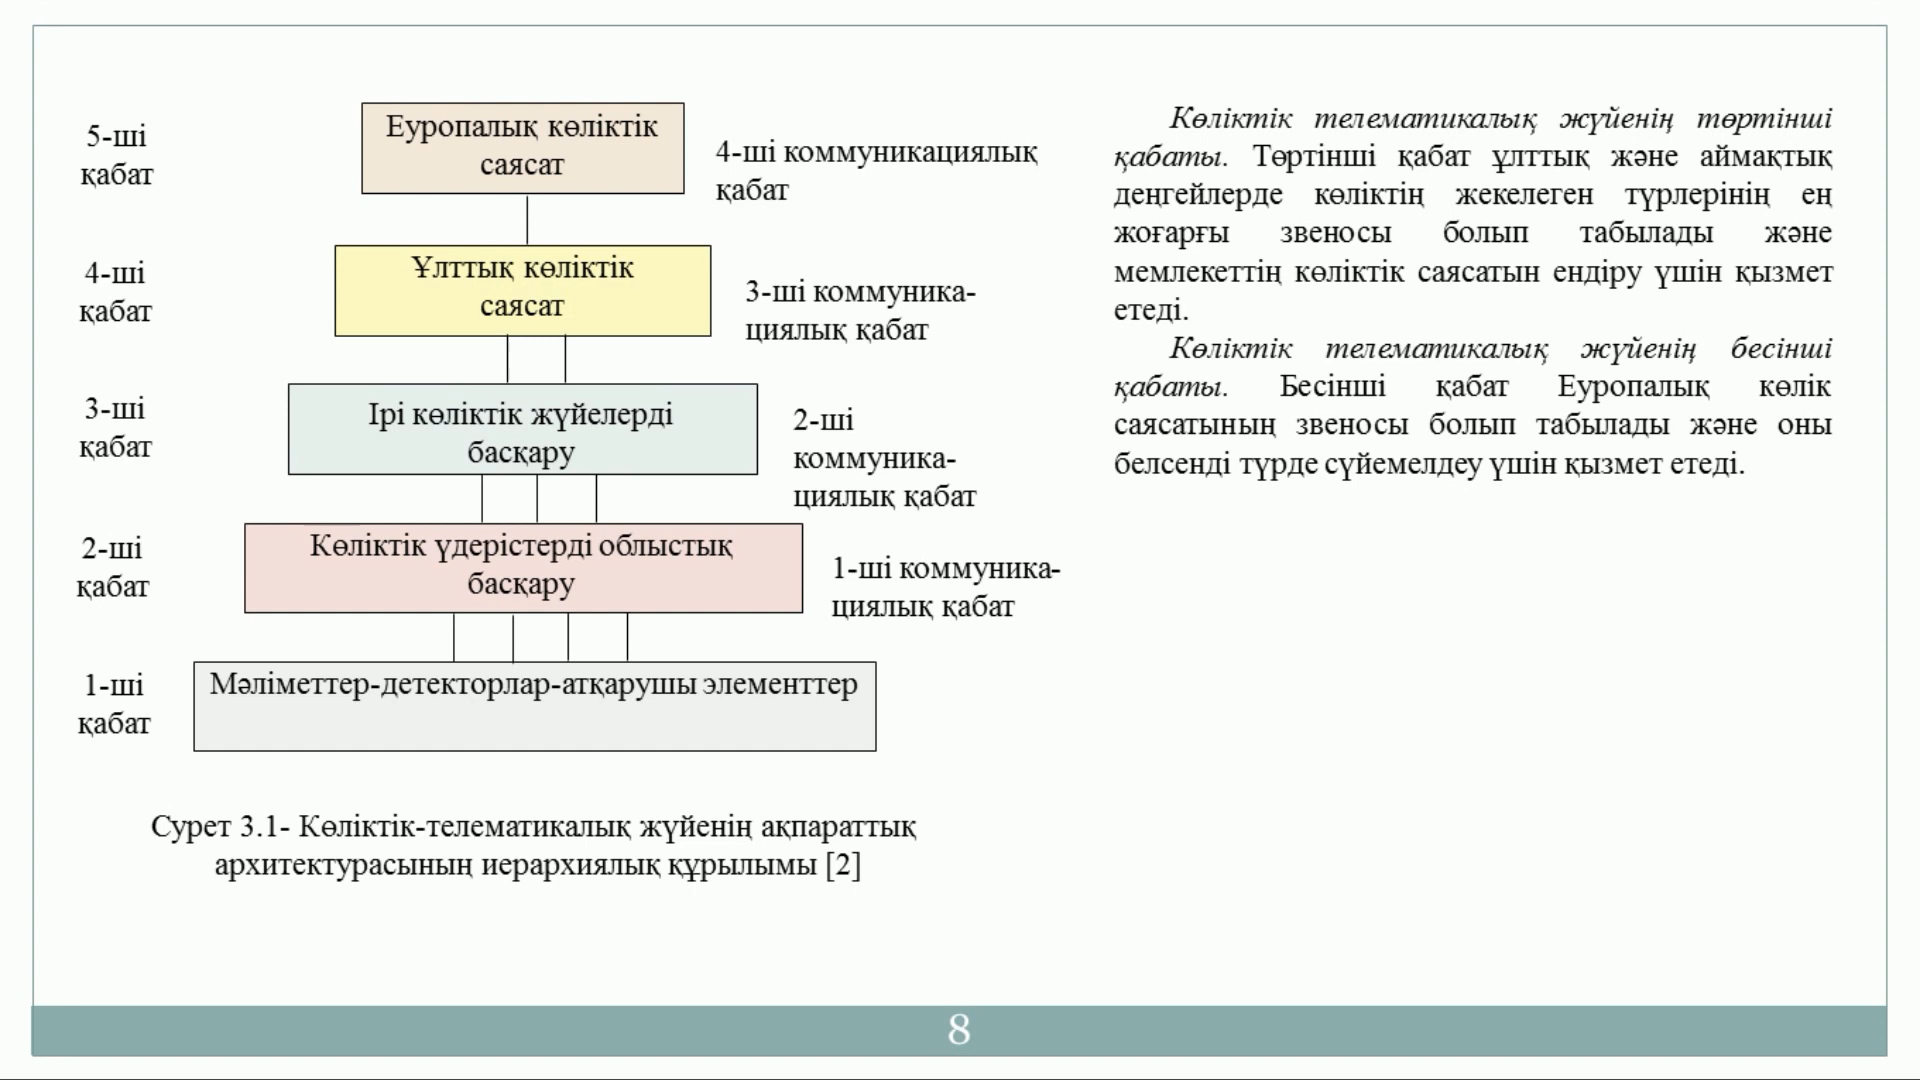 5-ші
қабат
Еуропалық көліктік
саясат
4-ші коммуникациялық
қабат
4-ші
қабат
Ұлттық көліктік
саясат
3-ші коммуника-
циялық қабат
3-ші
қабат
Ірі көліктік жүйелерді
басқару
2-ші
коммуника-
циялық қабат
2-ші
қабат
Көліктік үдерістерді облыстық
басқару
1-ші коммуника-
циялық қабат
1-ші
қабат
Мәліметтер-детекторлар-атқарушы элементтер
Сурет 3.1- Көліктік-телематикалық жүйенің ақпараттық
архитектурасының иерархиялық құрылымы [2]
Көліктік телематикалық жүйенің төртінші
қабаты. Төртінші қабат ұлттық және аймақтық
деңгейлерде көліктің жекелеген түрлерінің ең
жоғарғы звеносы болып табылады және
мемлекеттің көліктік саясатын ендіру үшін қызмет
етеді.
Көліктік телематикалық жүйенің бесінші
қабаты. Бесінші қабат Еуропалық көлік
саясатының звеносы болып табылады және оны
белсенді түрде сүйемелдеу үшін қызмет етеді.
8